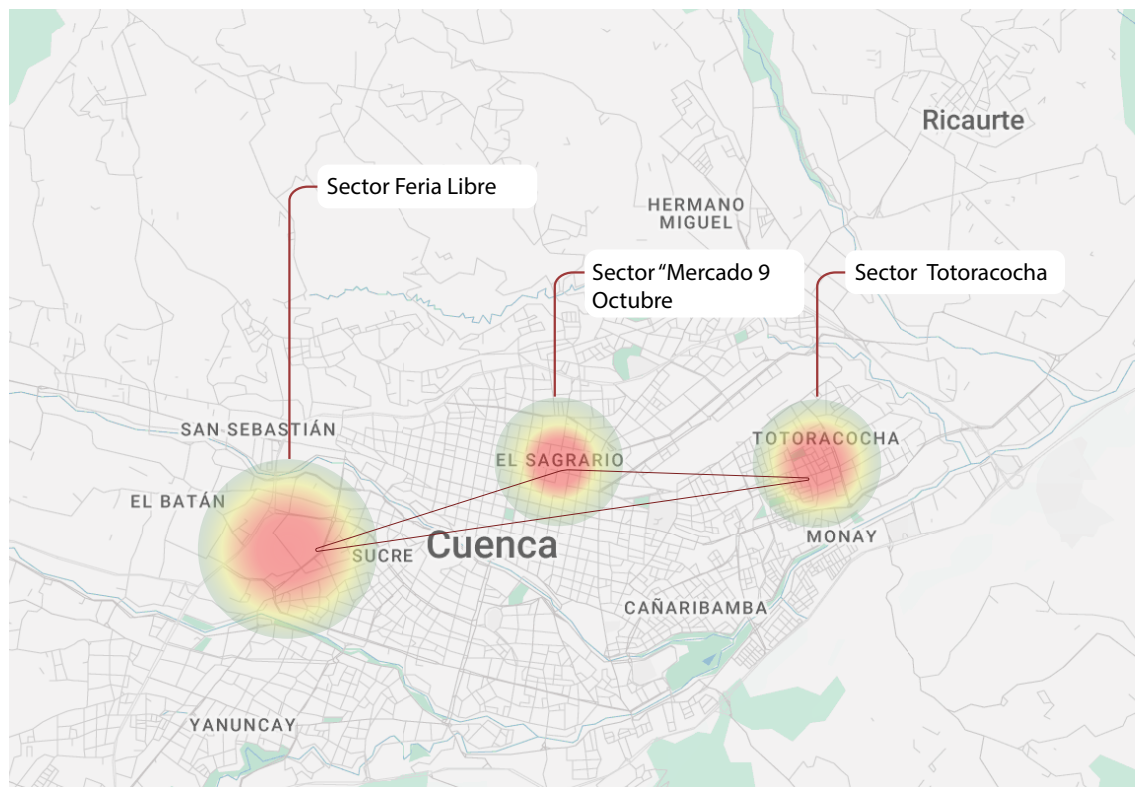 Ricaurte
Sector Feria Libre
HERMANO
MIGUEL
Sector “Mercado 9
Octubre
Sector Totoracocha
SAN SEBASTIÁN
TOTORACOCHA
EL SAGRARIO
EL BATÁN
MONAY
Cuenca
SUCRE
CAÑARIBAMBA
YANUNCAY